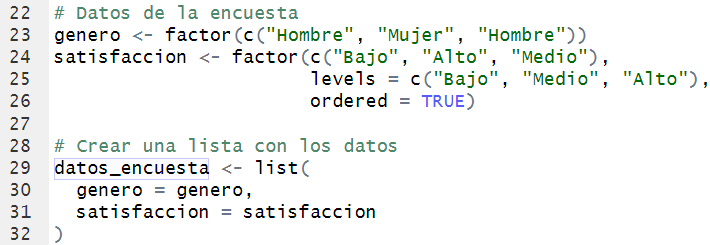 22 # Datos de la encuesta
23 genero <- factor(c("Hombre", "Mujer", "Hombre"))
24 satisfaccion <- factor(c("Bajo", "Alto", "Medio"),
25                        levels = c("Bajo", "Medio", "Alto"),
26                        ordered = TRUE)
27
28 # Crear una lista con los datos
29 datos_encuesta <- list(
30   genero = genero,
31   satisfaccion = satisfaccion
32 )